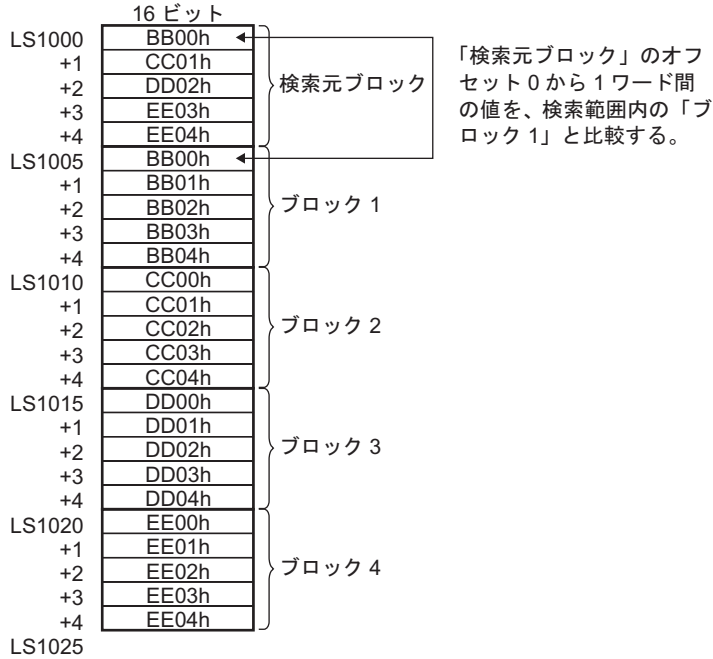 16 ビット
LS1000 BB00h
+1 CC01h
+2 DD02h 検索元ブロック
+3 EE03h
+4 EE04h
LS1005 BB00h
+1 BB01h
+2 BB02h ブロック 1
+3 BB03h
+4 BB04h
LS1010 CC00h
+1 CC01h
+2 CC02h ブロック 2
+3 CC03h
+4 CC04h
LS1015 DD00h
+1 DD01h
+2 DD02h ブロック 3
+3 DD03h
+4 DD04h
LS1020 EE00h
+1 EE01h
+2 EE02h ブロック 4
+3 EE03h
+4 EE04h
LS1025
「検索元ブロック」のオフ
セット 0 から 1 ワード間
の値を、検索範囲内の「ブ
ロック 1」と比較する。